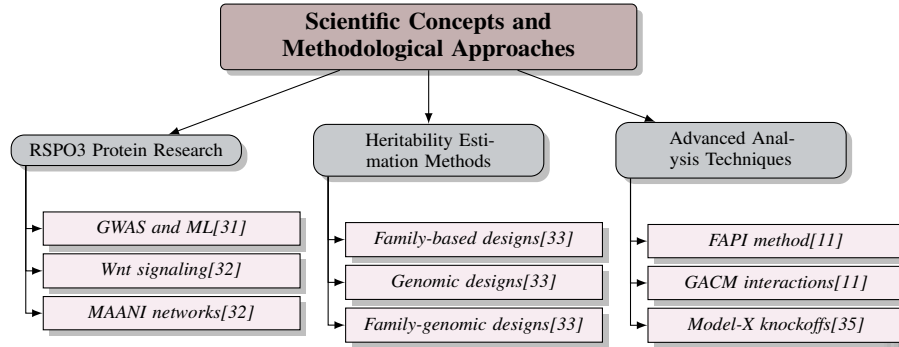 Scientific Concepts and
Methodological Approaches
RSPO3 Protein Research
GWAS and ML[31]
Wnt signaling[32]
MAANI networks[32]
Heritability Esti-
mation Methods
Family-based designs[33]
Genomic designs[33]
Family-genomic designs[33]
Advanced Anal-
ysis Techniques
FAPI method[11]
GACM interactions[11]
Model-X knockoffs[35]